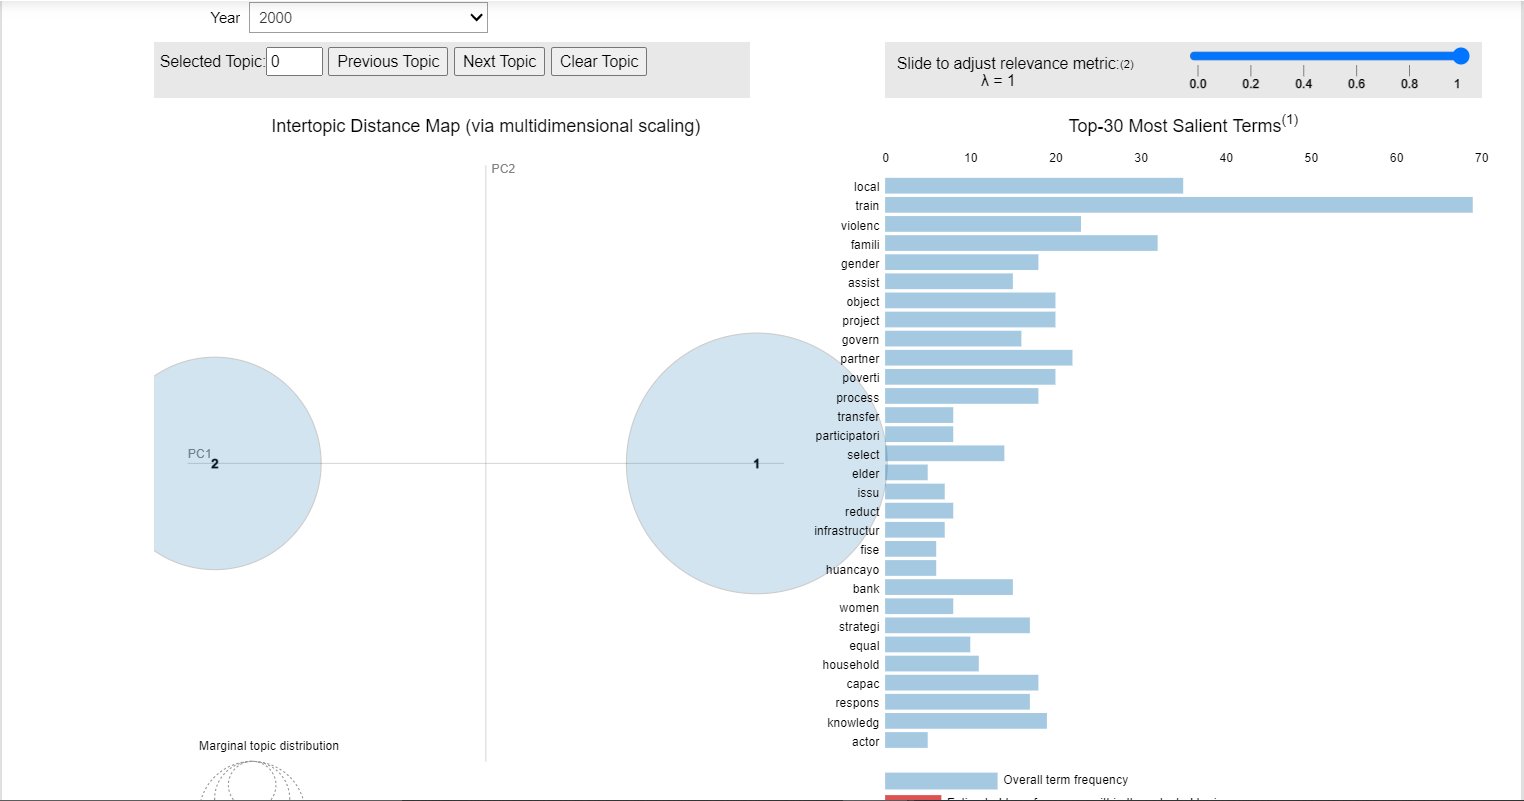 Year 2000
Selected Topic: 0 Previous Topic Next Topic Clear Topic
Slide to adjust relevance metric:(2)
λ = 1
0.0 0.2 0.4 0.6 0.8 1
Intertopic Distance Map (via multidimensional scaling)
PC2
PC1
2
1
Marginal topic distribution
Top-30 Most Salient Terms(1)
0 10 20 30 40 50 60 70
local
train
violenc
famili
gender
assist
object
project
govern
partner
poverti
process
transfer
participatori
select
elder
issu
reduct
infrastructur
fise
huancayo
bank
women
strategi
equal
household
capac
respons
knowledg
actor
Overall term frequency